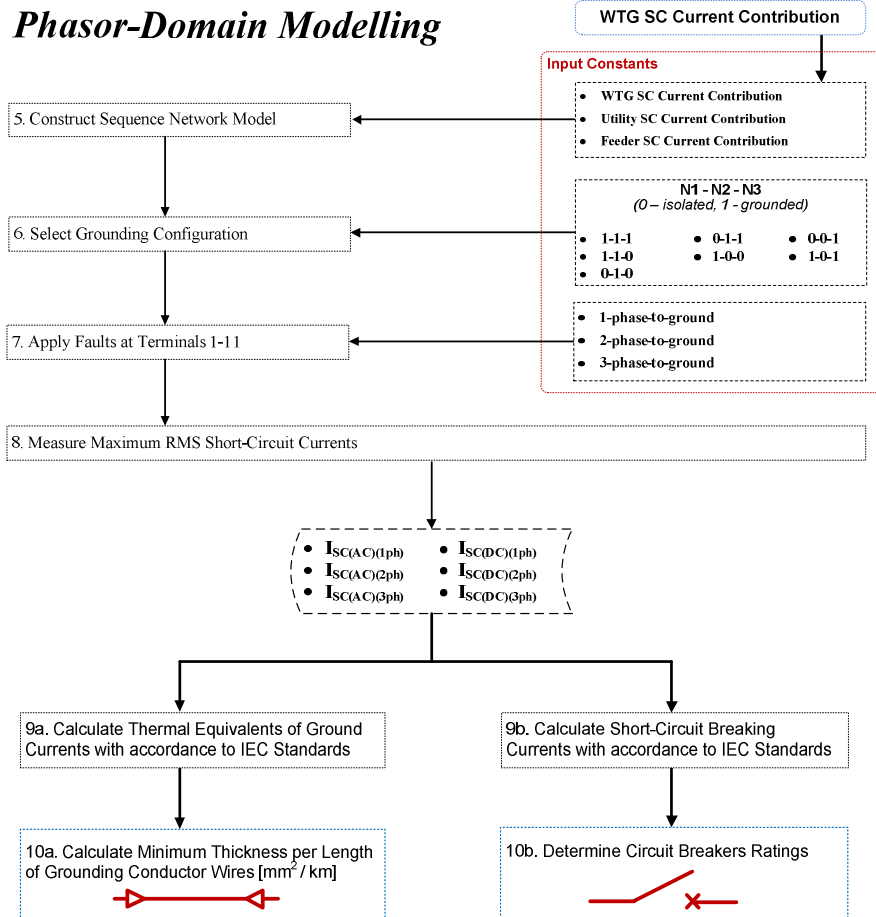 Phasor-Domain Modelling
WTG SC Current Contribution
Input Constants
• WTG SC Current Contribution
• Utility SC Current Contribution
• Feeder SC Current Contribution
5. Construct Sequence Network Model
N1 - N2 - N3
(0 – isolated, 1 - grounded)
• 1-1-1 • 0-1-1 • 0-0-1
• 1-1-0 • 1-0-0 • 1-0-1
• 0-1-0
6. Select Grounding Configuration
• 1-phase-to-ground
• 2-phase-to-ground
• 3-phase-to-ground
7. Apply Faults at Terminals 1-11
8. Measure Maximum RMS Short-Circuit Currents
• I_SC(AC)(1ph) • I_SC(DC)(1ph)
• I_SC(AC)(2ph) • I_SC(DC)(2ph)
• I_SC(AC)(3ph) • I_SC(DC)(3ph)
9a. Calculate Thermal Equivalents of Ground
Currents with accordance to IEC Standards
9b. Calculate Short-Circuit Breaking
Currents with accordance to IEC Standards
10a. Calculate Minimum Thickness per Length
of Grounding Conductor Wires [mm² / km]
10b. Determine Circuit Breakers Ratings